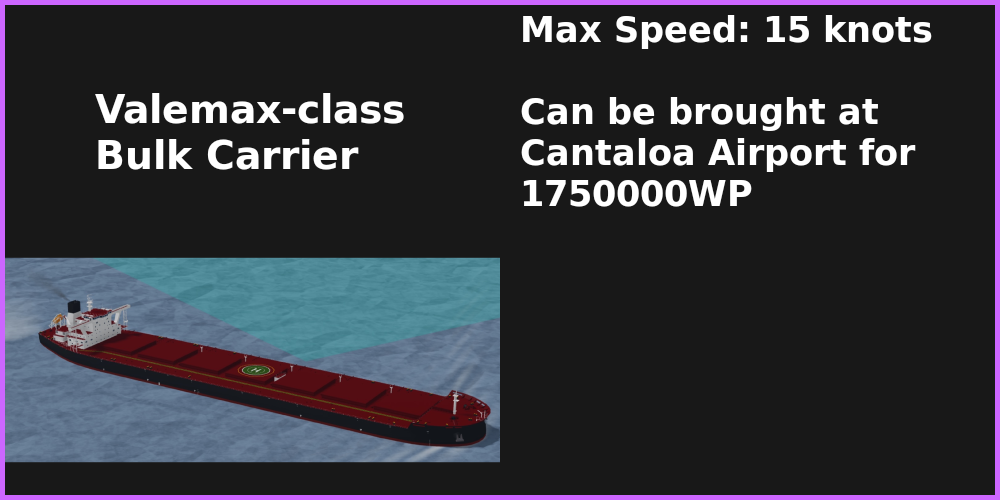 Valemax-class
Bulk Carrier
Max Speed: 15 knots
Can be brought at
Cantaloa Airport for
1750000WP
H